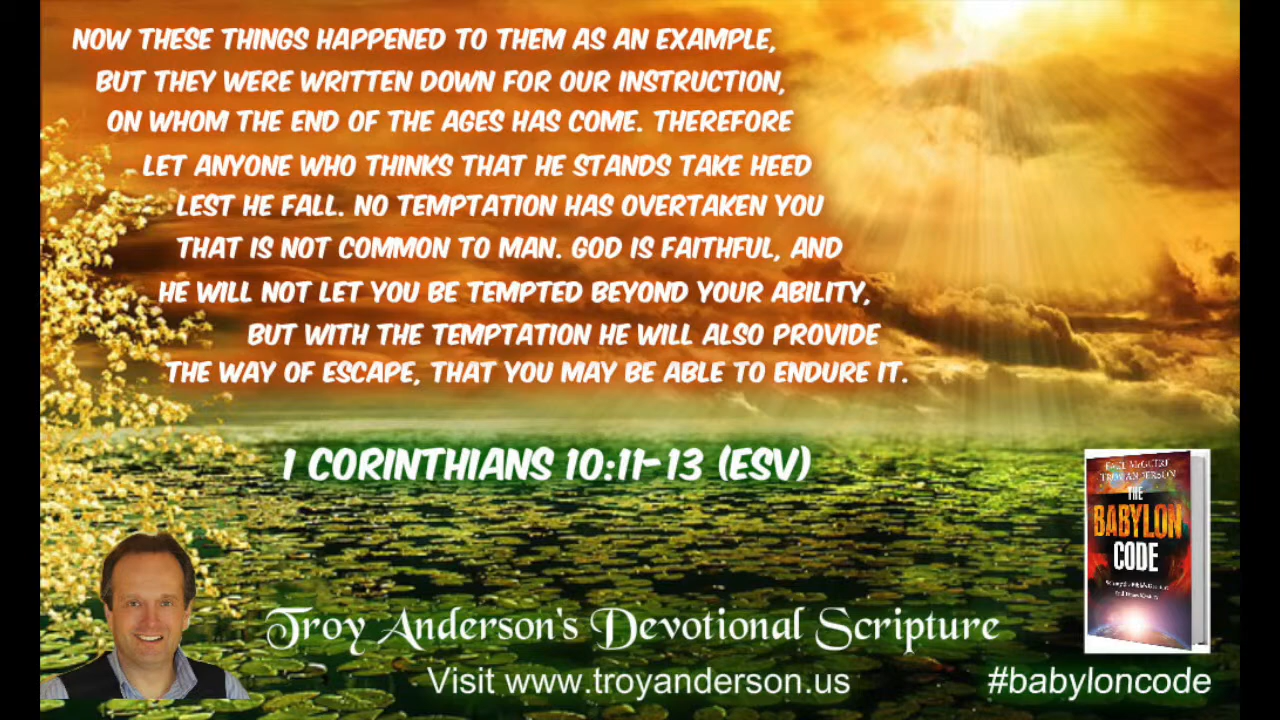 NOW THESE THINGS HAPPENED TO THEM AS AN EXAMPLE,
BUT THEY WERE WRITTEN DOWN FOR OUR INSTRUCTION,
ON WHOM THE END OF THE AGES HAS COME. THEREFORE
LET ANYONE WHO THINKS THAT HE STANDS TAKE HEED
LEST HE FALL. NO TEMPTATION HAS OVERTAKEN YOU
THAT IS NOT COMMON TO MAN. GOD IS FAITHFUL, AND
HE WILL NOT LET YOU BE TEMPTED BEYOND YOUR ABILITY,
BUT WITH THE TEMPTATION HE WILL ALSO PROVIDE
THE WAY OF ESCAPE, THAT YOU MAY BE ABLE TO ENDURE IT.
1 CORINTHIANS 10:11-13 (ESV)
PAUL McGUIRE
TROY ANDERSON
THE
BABYLON
CODE
Troy Anderson's Devotional Scripture
Visit www.troyanderson.us
#babyloncode